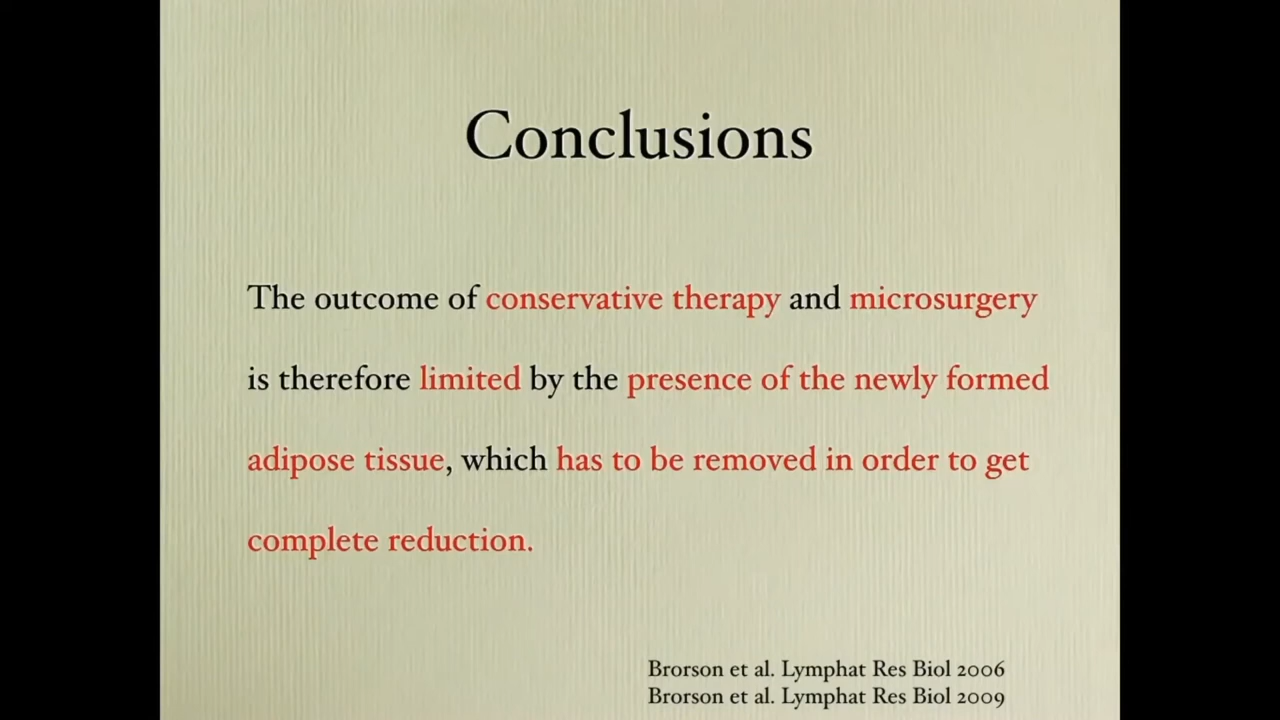 Conclusions
The outcome of conservative therapy and microsurgery
is therefore limited by the presence of the newly formed
adipose tissue, which has to be removed in order to get
complete reduction.
Brorson et al. Lymphat Res Biol 2006
Brorson et al. Lymphat Res Biol 2009